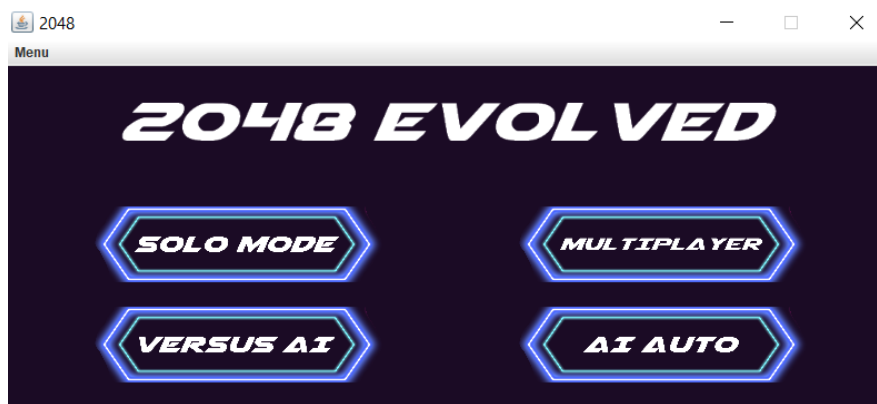 2048
Menu
2048 EVOLVED
SOLO MODE
MULTIPLAYER
VERSUS AI
AI AUTO